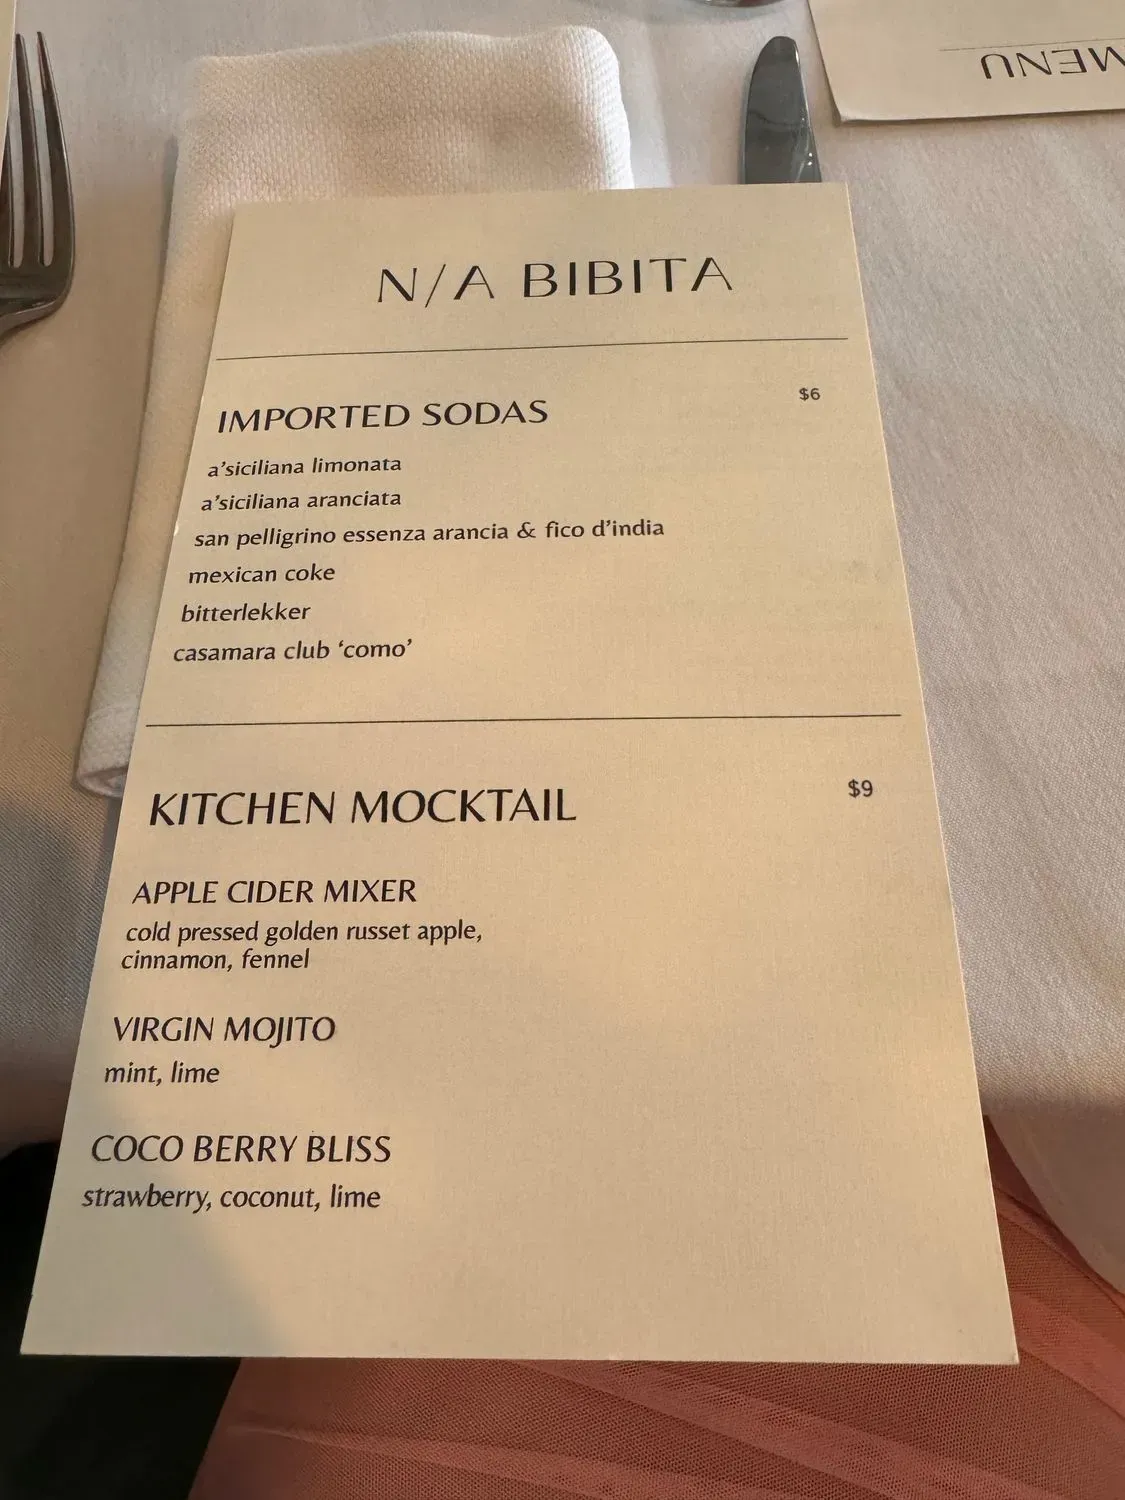 MENU
N/A BIBITA
IMPORTED SODAS
$6
a'siciliana limonata
a'siciliana aranciata
san pelligrino essenza arancia & fico d'india
mexican coke
bitterlekker
casamara club ‘como’
KITCHEN MOCKTAIL
$9
APPLE CIDER MIXER
cold pressed golden russet apple,
cinnamon, fennel
VIRGIN MOJITO
mint, lime
COCO BERRY BLISS
strawberry, coconut, lime